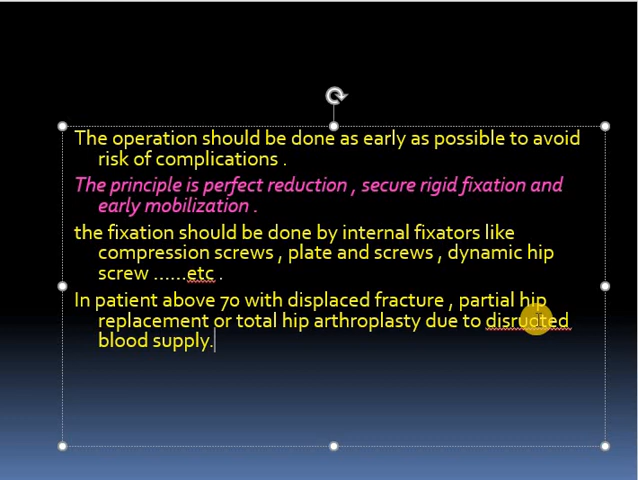 The operation should be done as early as possible to avoid
risk of complications .
The principle is perfect reduction , secure rigid fixation and
early mobilization .
the fixation should be done by internal fixators like
compression screws , plate and screws , dynamic hip
screw ......etc .
In patient above 70 with displaced fracture , partial hip
replacement or total hip arthroplasty due to disrudted
blood supply.